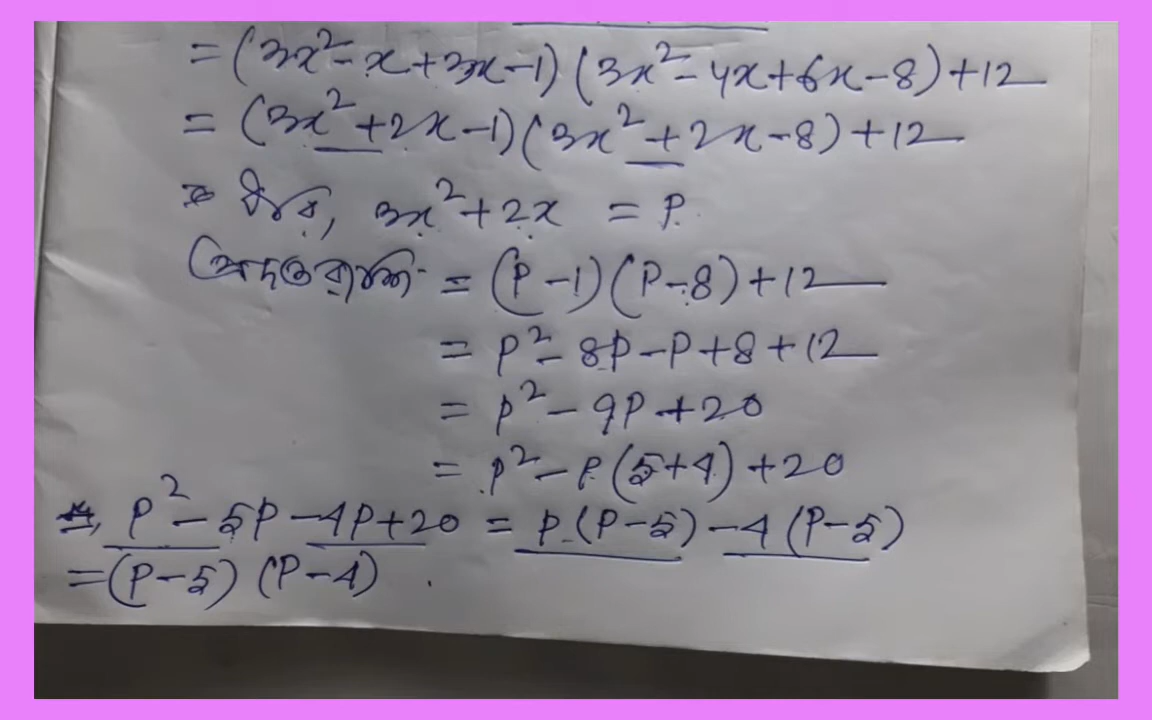 = (3x² - x + 3x - 1) (3x² - 4x + 6x - 8) + 12
= (3x² + 2x - 1) (3x² + 2x - 8) + 12
ধরি, 3x² + 2x = P.
প্রদত্তরাশি = (P - 1) (P - 8) + 12
= P² - 8P - P + 8 + 12
= P² - 9P + 20
= P² - P (5+4) + 20
P² - 5P - 4P + 20 = P (P - 5) - 4 (P - 5)
= (P - 5) (P - 4)